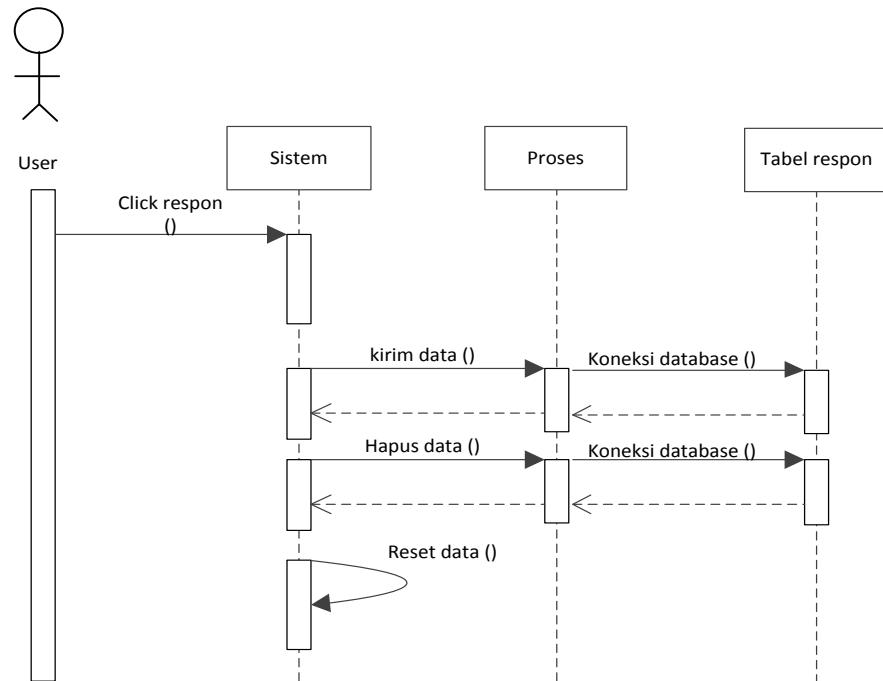 User
Sistem
Proses
Tabel respon
Click respon
()
kirim data ()
Koneksi database ()
Hapus data ()
Koneksi database ()
Reset data ()